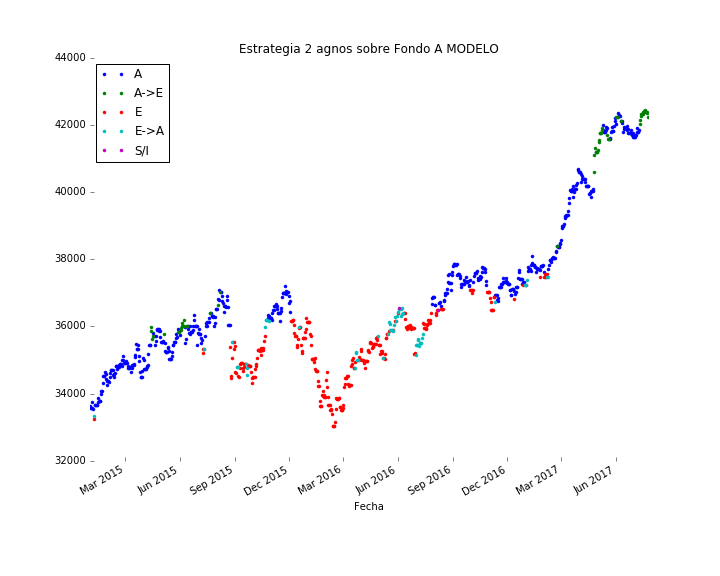 Estrategia 2 agnos sobre Fondo A MODELO
44000
42000
40000
38000
36000
34000
32000
A
A->E
E
E->A
S/I
Mar 2015
Jun 2015
Sep 2015
Dec 2015
Mar 2016
Jun 2016
Sep 2016
Dec 2016
Mar 2017
Jun 2017
Fecha